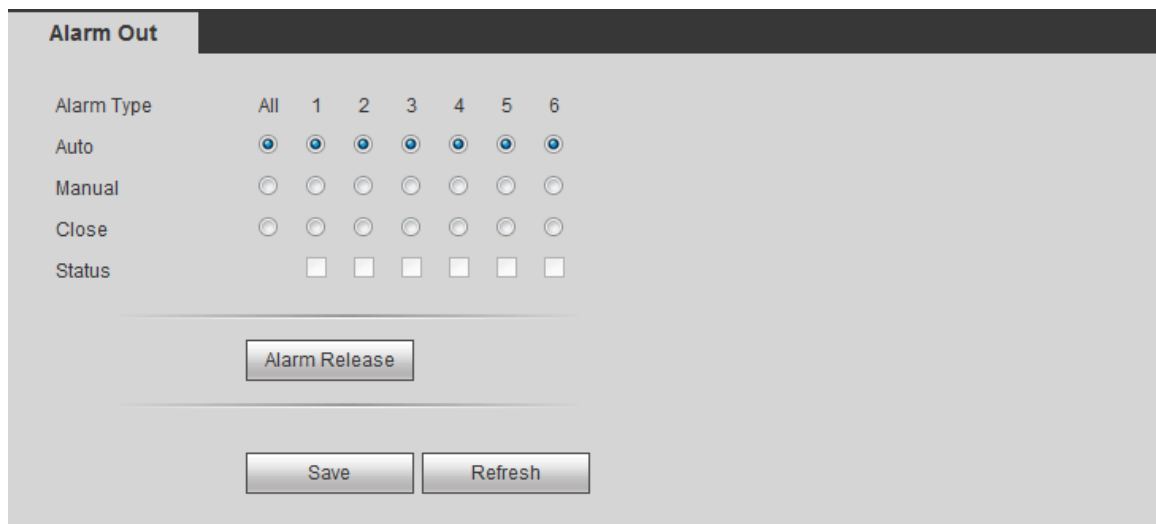 Alarm Out
Alarm Type All 1 2 3 4 5 6
Auto
Manual
Close
Status
Alarm Release
Save Refresh